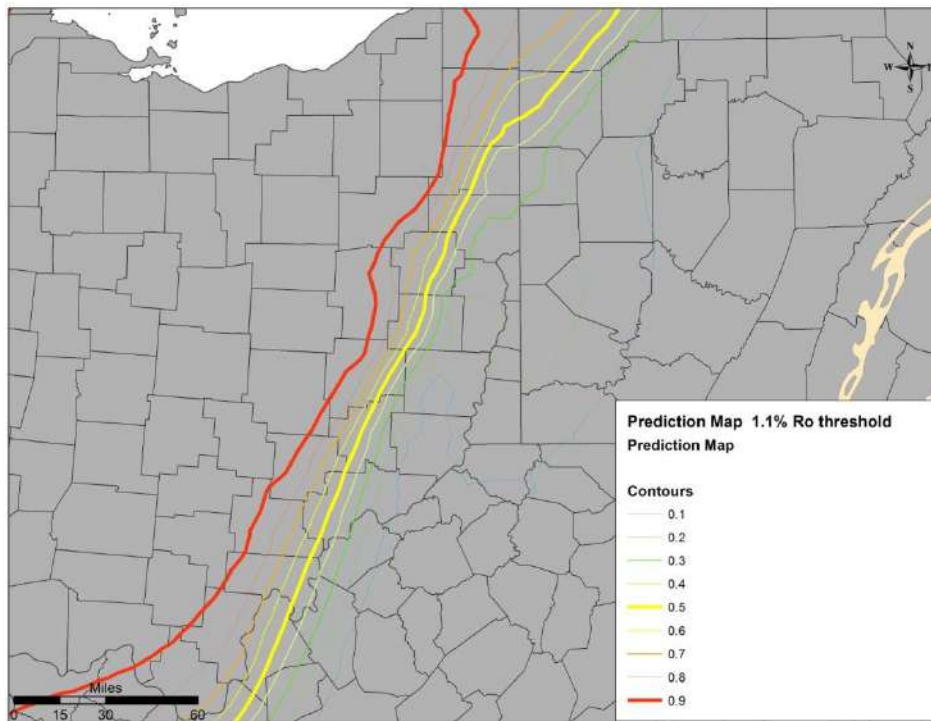 N
W E
S
Prediction Map 1.1% Ro threshold
Prediction Map
Contours
0.1
0.2
0.3
0.4
0.5
0.6
0.7
0.8
0.9
Miles
0 15 30 60